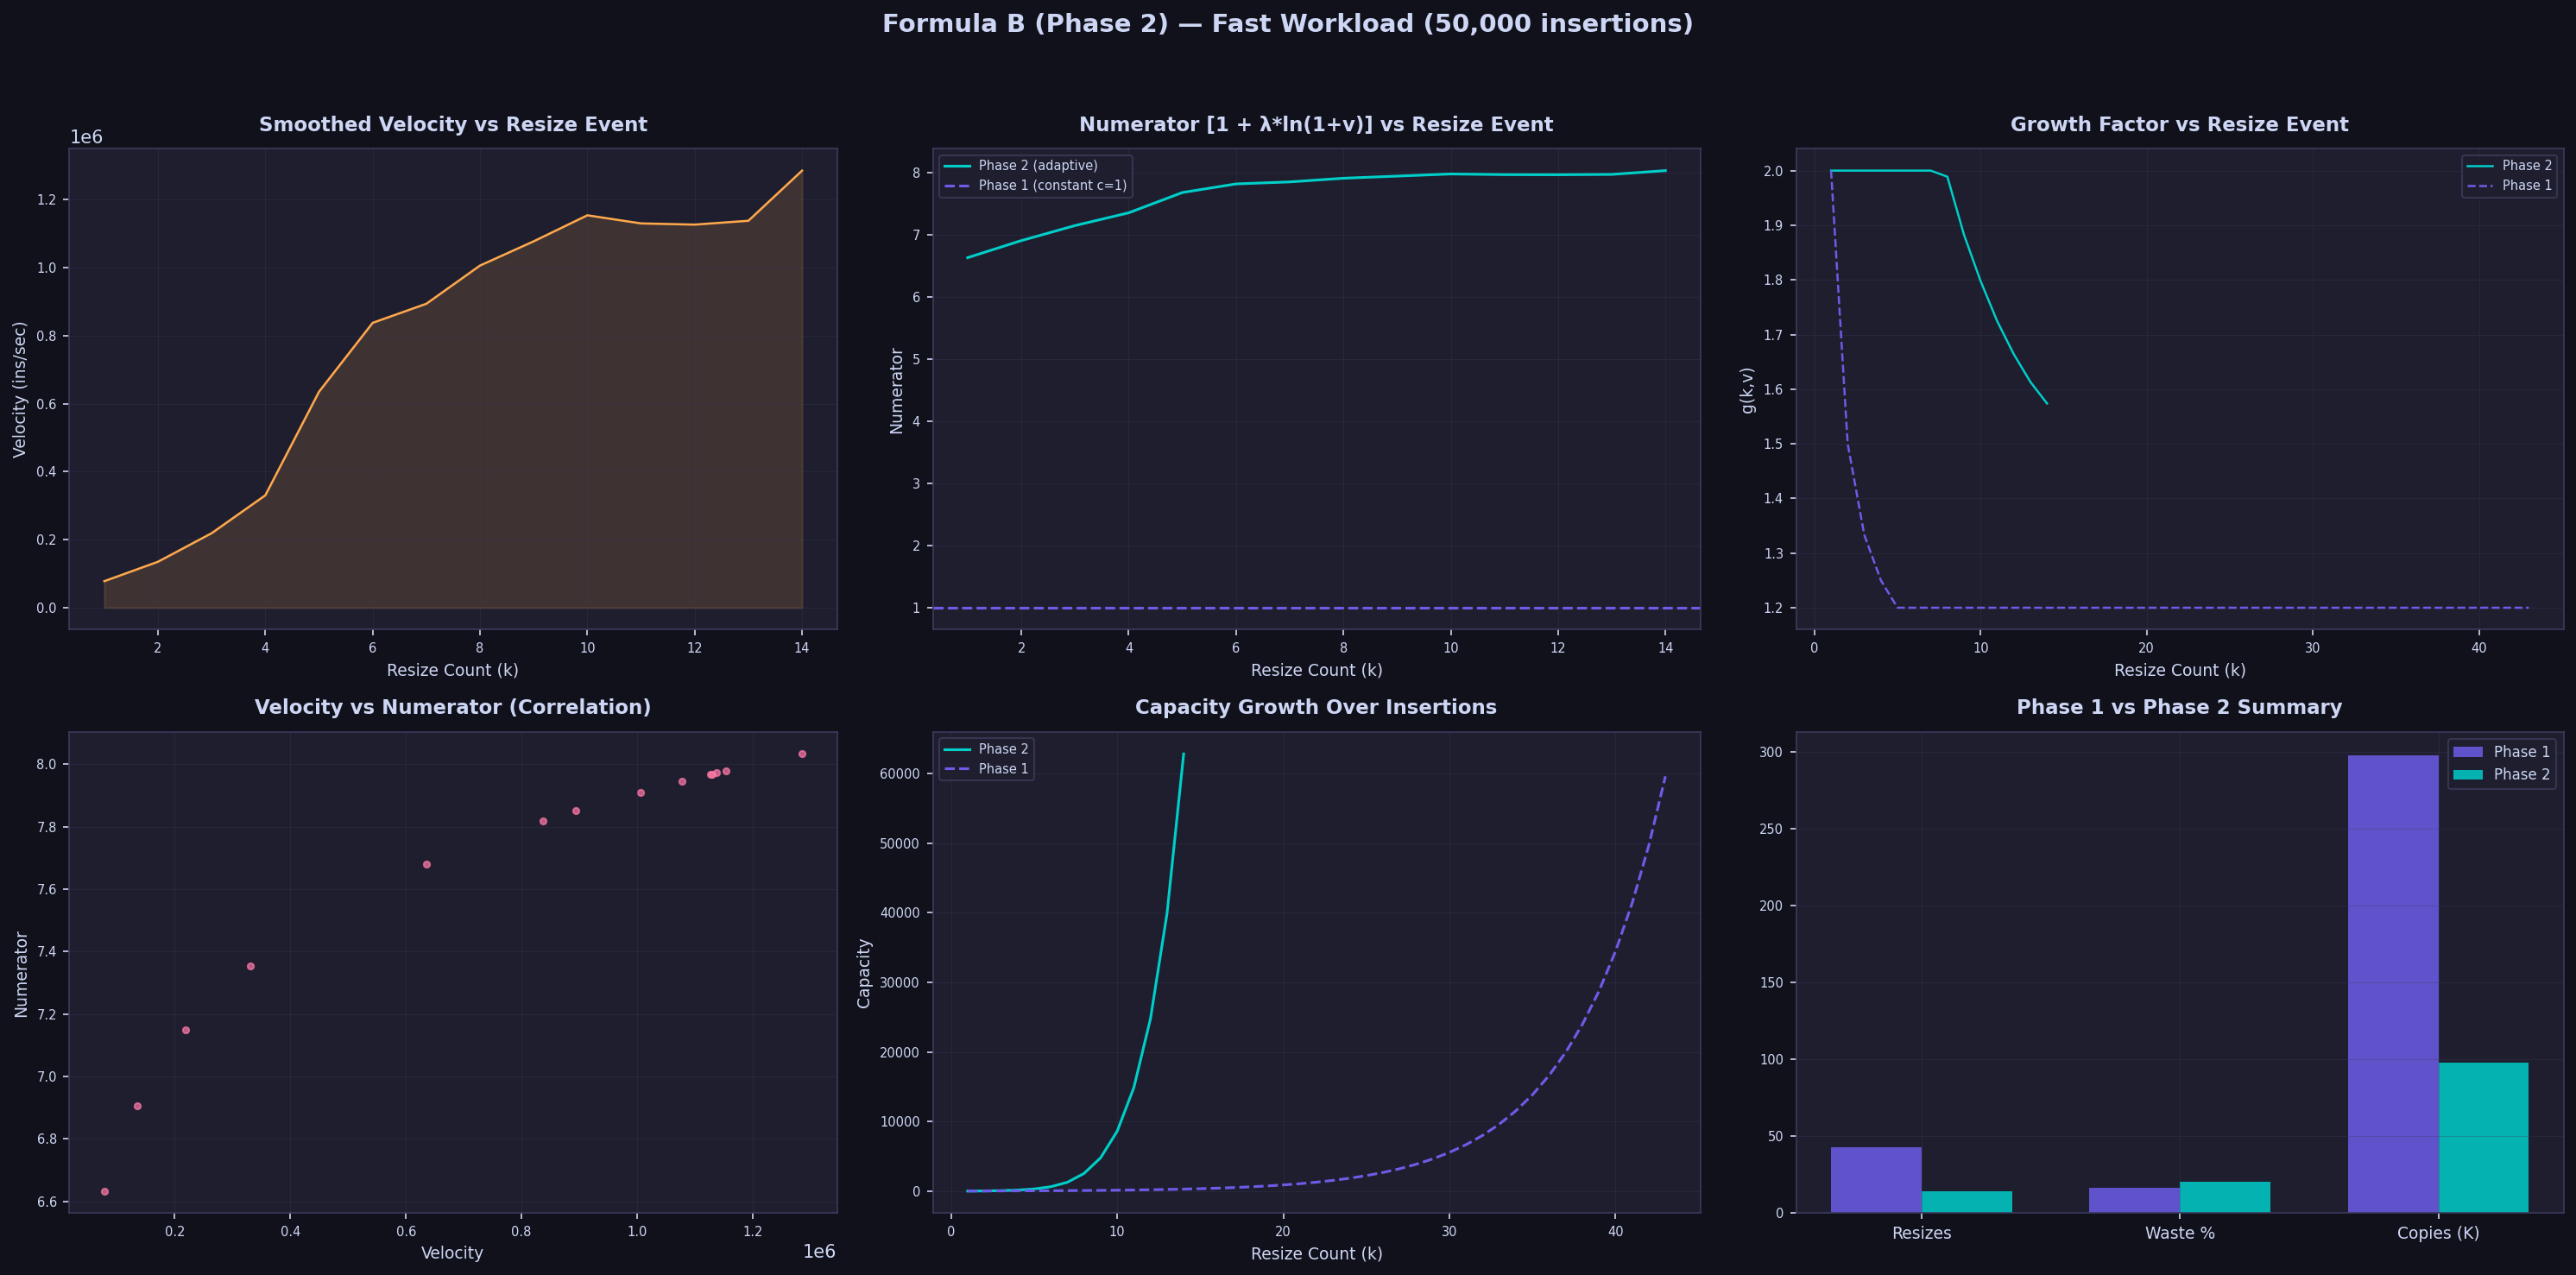 Formula B (Phase 2) — Fast Workload (50,000 insertions)
Smoothed Velocity vs Resize Event
1e6
1.2
1.0
0.8
0.6
0.4
0.2
0.0
Velocity (ins/sec)
2 4 6 8 10 12 14
Resize Count (k)
Numerator [1 + λ*ln(1+v)] vs Resize Event
Phase 2 (adaptive)
Phase 1 (constant c=1)
8
7
6
5
4
3
2
1
Numerator
2 4 6 8 10 12 14
Resize Count (k)
Growth Factor vs Resize Event
Phase 2
Phase 1
2.0
1.9
1.8
1.7
1.6
1.5
1.4
1.3
1.2
g(k,v)
0 10 20 30 40
Resize Count (k)
Velocity vs Numerator (Correlation)
8.0
7.8
7.6
7.4
7.2
7.0
6.8
6.6
Numerator
0.2 0.4 0.6 0.8 1.0 1.2
Velocity
1e6
Capacity Growth Over Insertions
Phase 2
Phase 1
60000
50000
40000
30000
20000
10000
0
Capacity
0 10 20 30 40
Resize Count (k)
Phase 1 vs Phase 2 Summary
Phase 1
Phase 2
300
250
200
150
100
50
0
Resizes Waste % Copies (K)